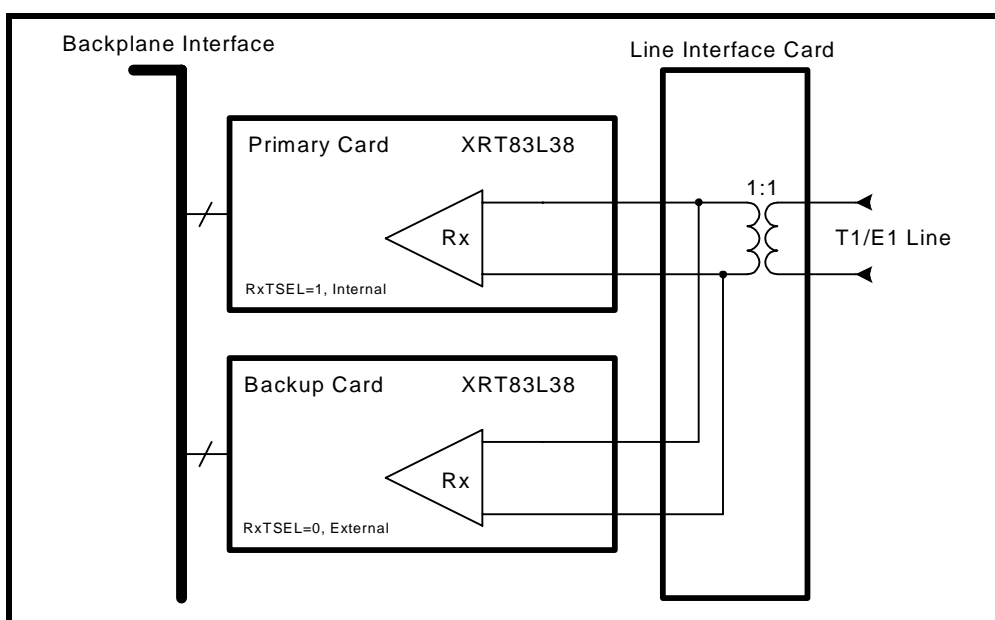 Backplane Interface
Line Interface Card
Primary Card XRT83L38
1:1
Rx
T1/E1 Line
RxTSEL=1, Internal
Backup Card XRT83L38
Rx
RxTSEL=0, External